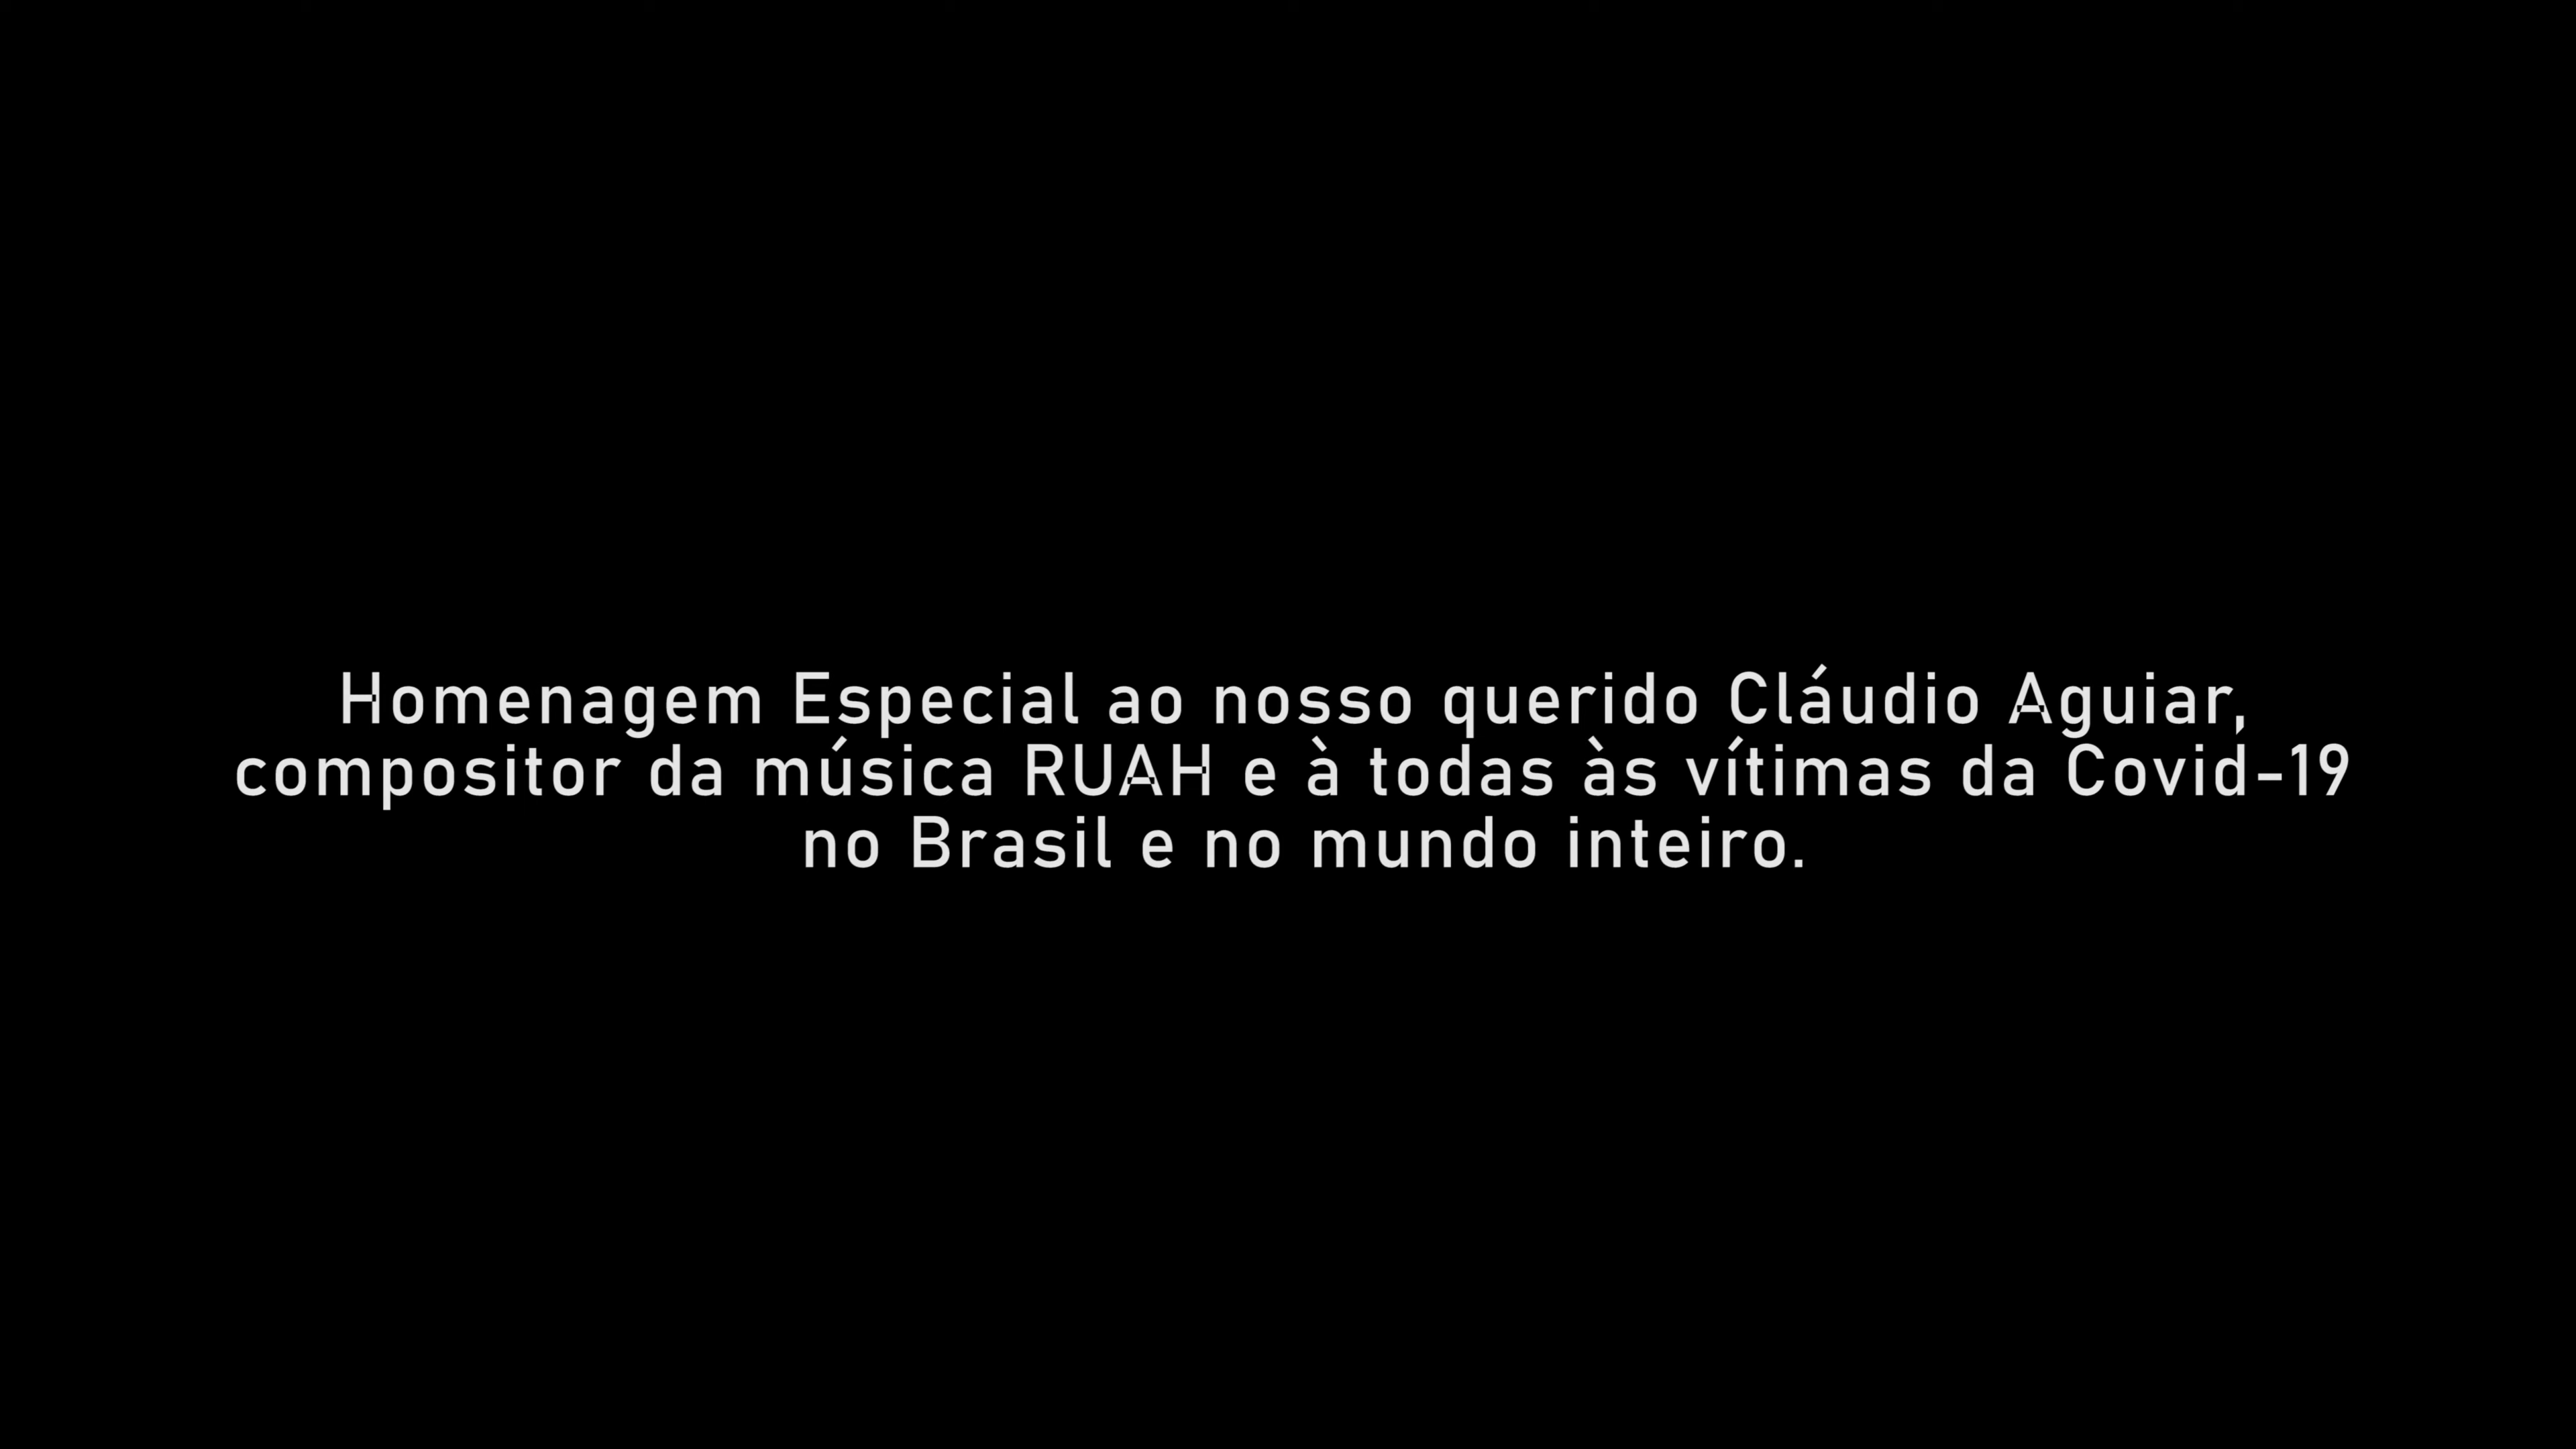 Homenagem Especial ao nosso querido Cláudio Aguiar,
compositor da música RUAH e à todas às vítimas da Covid-19
no Brasil e no mundo inteiro.